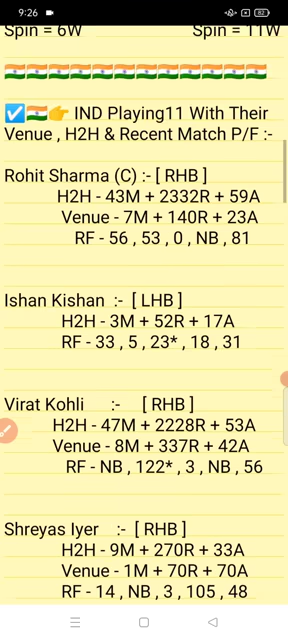 9:26
82
Spin = 6W Spin = 11W
🇮🇳🇮🇳🇮🇳🇮🇳🇮🇳🇮🇳🇮🇳🇮🇳🇮🇳🇮🇳🇮🇳🇮🇳
☑️🇮🇳👉 IND Playing11 With Their
Venue , H2H & Recent Match P/F :-
Rohit Sharma (C) :- [ RHB ]
H2H - 43M + 2332R + 59A
Venue - 7M + 140R + 23A
RF - 56 , 53 , 0 , NB , 81
Ishan Kishan :- [ LHB ]
H2H - 3M + 52R + 17A
RF - 33 , 5 , 23* , 18 , 31
Virat Kohli :- [ RHB ]
H2H - 47M + 2228R + 53A
Venue - 8M + 337R + 42A
RF - NB , 122* , 3 , NB , 56
Shreyas Iyer :- [ RHB ]
H2H - 9M + 270R + 33A
Venue - 1M + 70R + 70A
RF - 14 , NB , 3 , 105 , 48